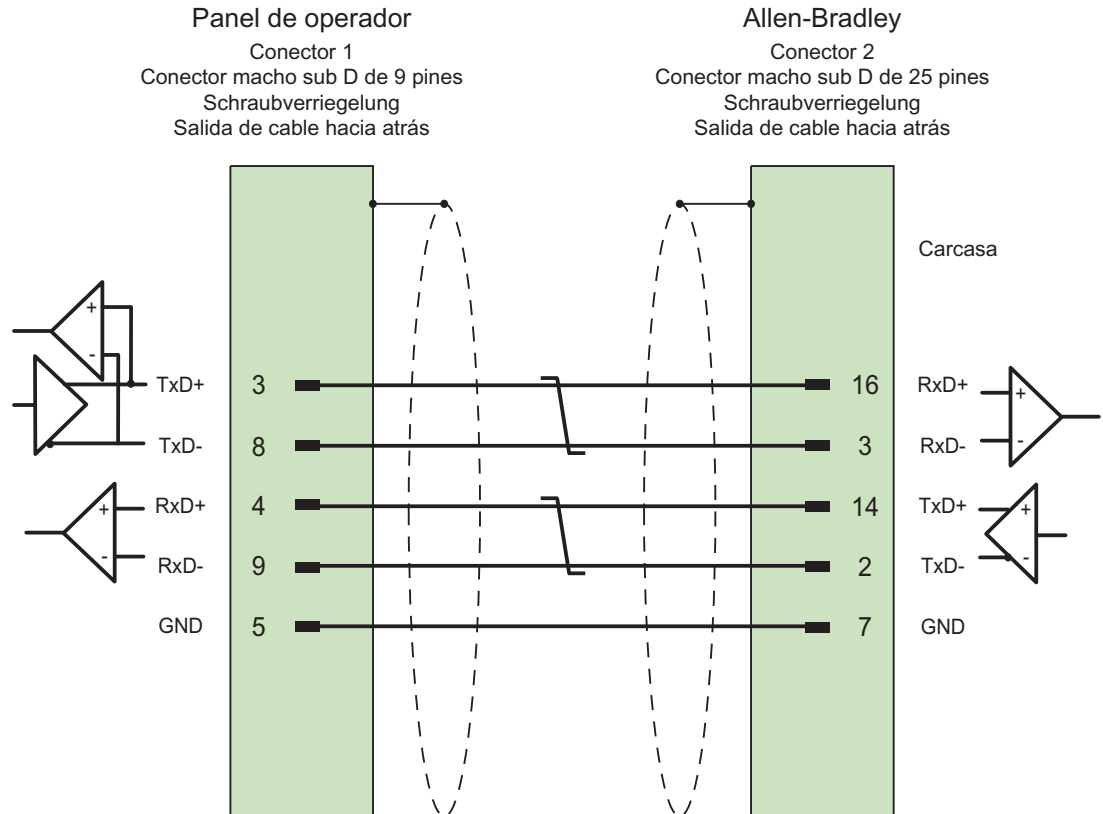 Panel de operador
Conector 1
Conector macho sub D de 9 pines
Schraubverriegelung
Salida de cable hacia atrás
Allen-Bradley
Conector 2
Conector macho sub D de 25 pines
Schraubverriegelung
Salida de cable hacia atrás
Carcasa
+
-
TxD+ 3 16 RxD+ +
TxD- 8 3 RxD- -
+ RxD+ 4 14 TxD+ +
- RxD- 9 2 TxD- -
GND 5 7 GND